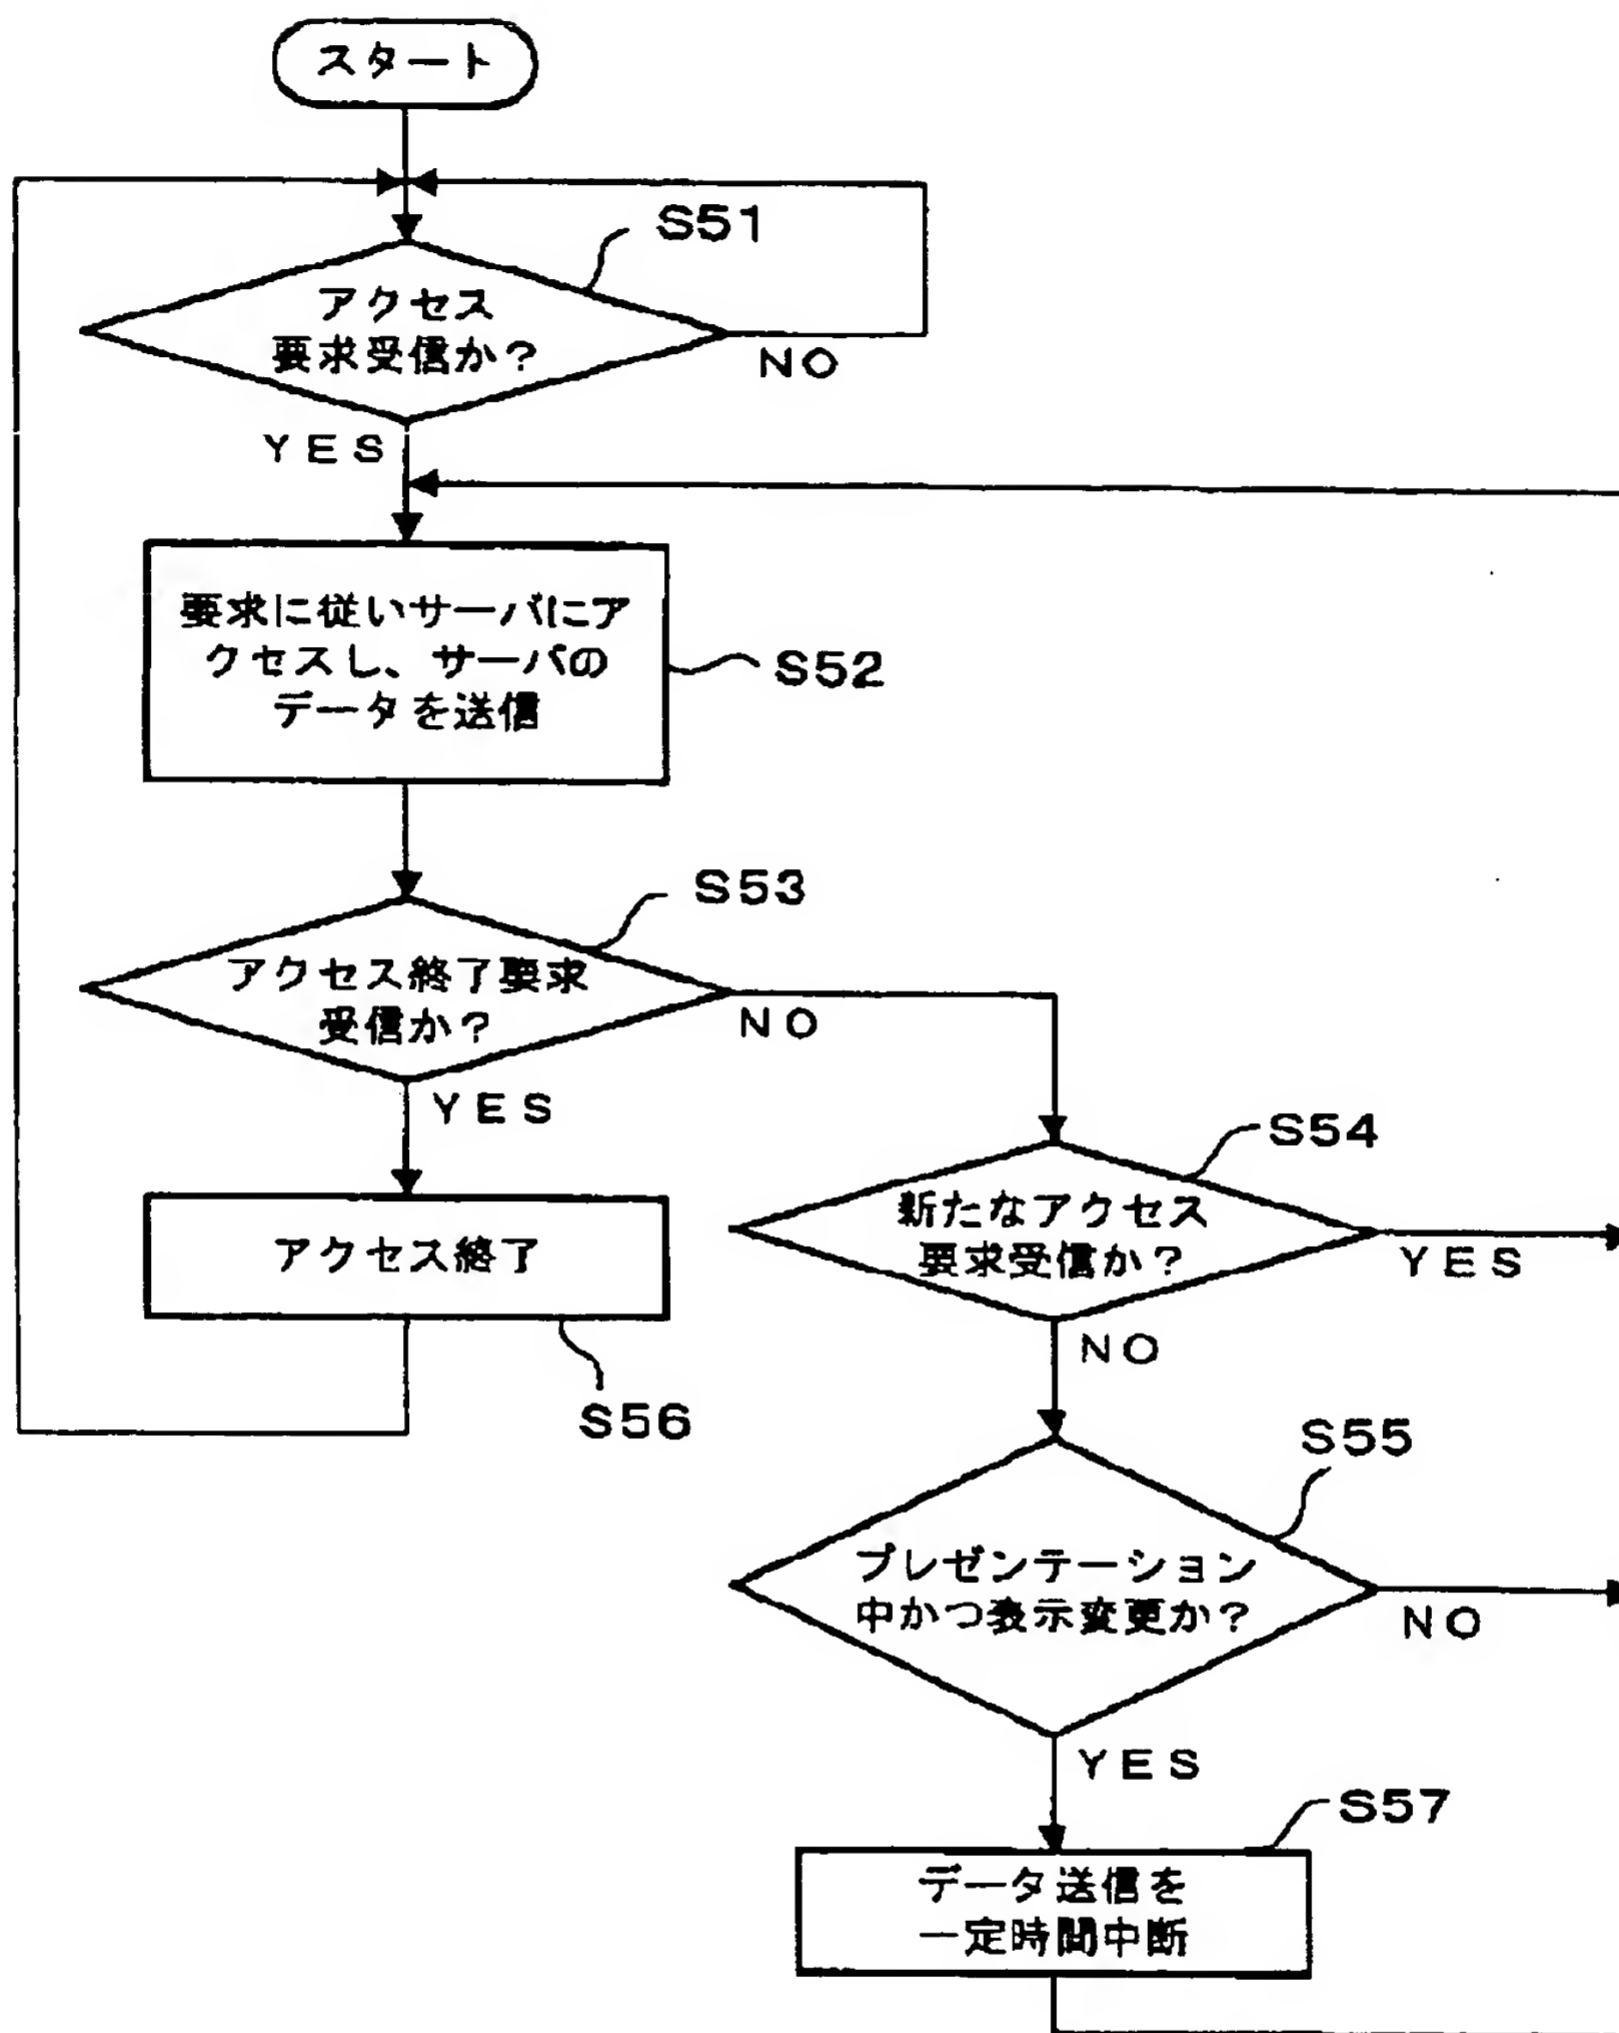 スタート
S51
アクセス
要求受信か?
NO
YES
要求に従いサーバにア
クセスし、サーバの
データを送信
S52
S53
アクセス終了要求
受信か?
NO
YES
S54
新たなアクセス
要求受信か?
YES
アクセス終了
NO
S56
S55
プレゼンテーション
中かつ表示変更か?
NO
YES
S57
データ送信を
一定時間中断